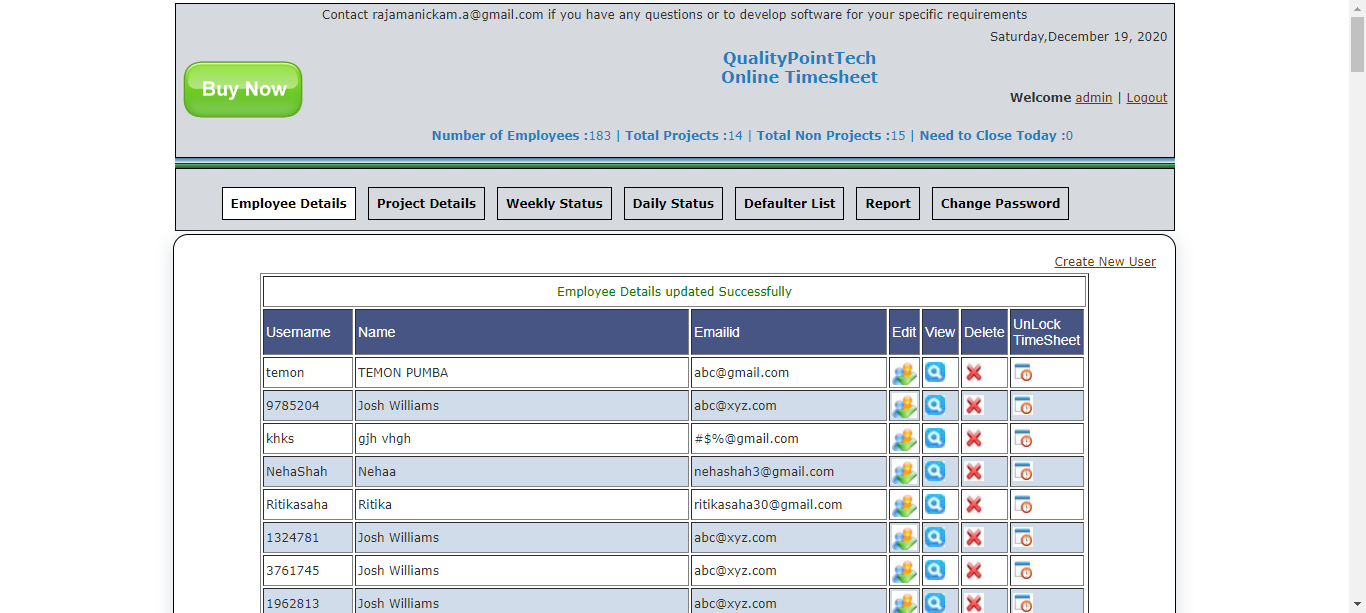 Contact rajamanickam.a@gmail.com if you have any questions or to develop software for your specific requirements
Saturday,December 19, 2020
QualityPointTech
Online Timesheet
Buy Now
Welcome admin | Logout
Number of Employees :183 | Total Projects :14 | Total Non Projects :15 | Need to Close Today :0
Employee Details Project Details Weekly Status Daily Status Defaulter List Report Change Password
Create New User
Employee Details updated Successfully
Username Name Emailid Edit View Delete UnLock TimeSheet
temon TEMON PUMBA abc@gmail.com
9785204 Josh Williams abc@xyz.com
khks gjh vhgh #$%@gmail.com
NehaShah Nehaa nehashah3@gmail.com
Ritikasaha Ritika ritikasaha30@gmail.com
1324781 Josh Williams abc@xyz.com
3761745 Josh Williams abc@xyz.com
1962813 Josh Williams abc@xyz.com